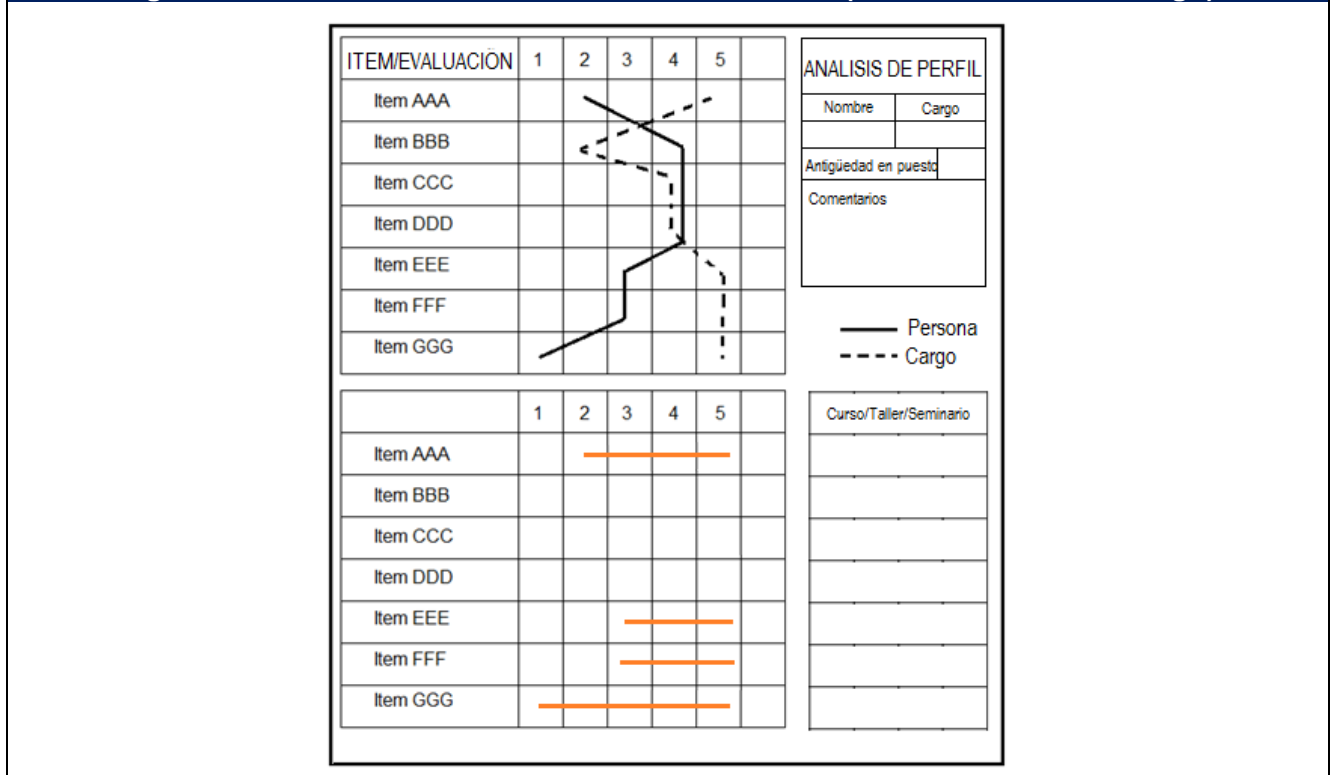 ITEM/EVALUACIÓN 1 2 3 4 5
Item AAA
Item BBB
Item CCC
Item DDD
Item EEE
Item FFF
Item GGG
ANALISIS DE PERFIL
Nombre Cargo
Antigüedad en puesto
Comentarios
Persona
Cargo
1 2 3 4 5
Item AAA
Item BBB
Item CCC
Item DDD
Item EEE
Item FFF
Item GGG
Curso/Taller/Seminario